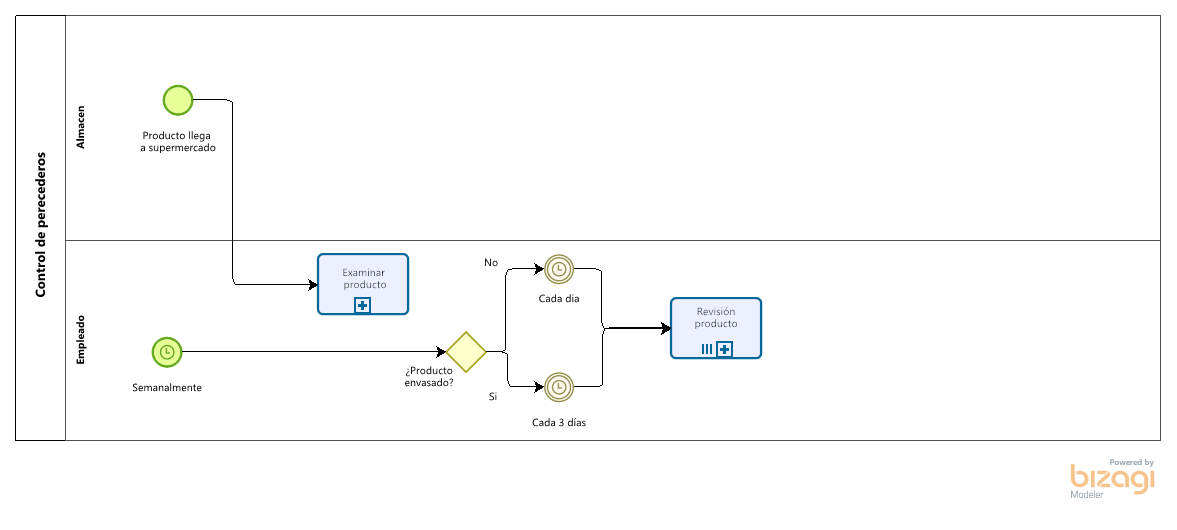 Control de perecederos
Almacen
Producto llega
a supermercado
Empleado
Examinar
producto
Semanalmente
¿Producto
envasado?
No
Cada dia
Si
Cada 3 días
Revisión
producto
Powered by
bizagi
Modeler